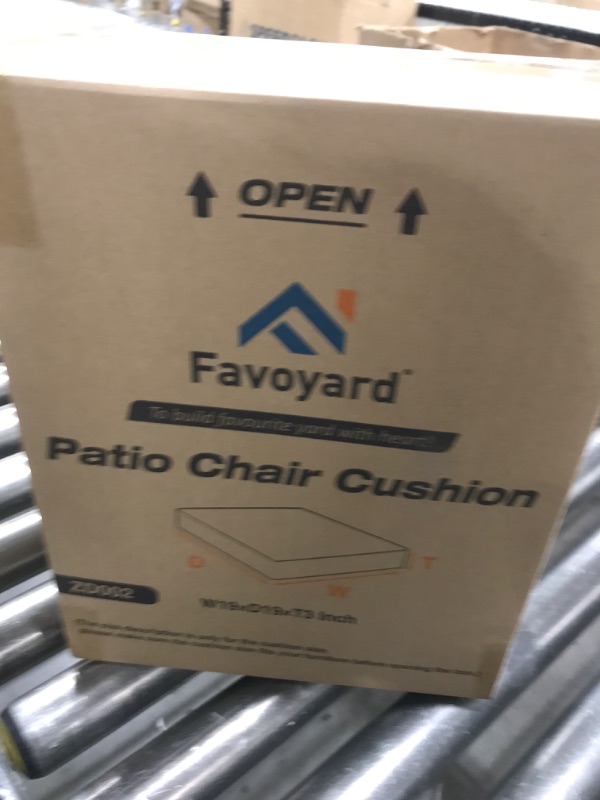 OPEN
Favoyard
To build favourite yard with heart!
Patio Chair Cushion
D
W
T
ZD002
W19xD19xT3 Inch